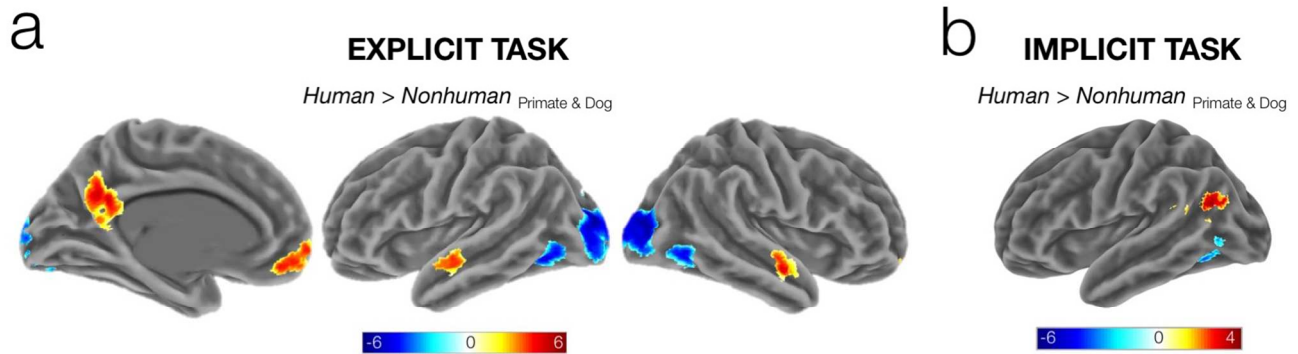 a
EXPLICIT TASK
Human > Nonhuman Primate & Dog
-6 0 6
b
IMPLICIT TASK
Human > Nonhuman Primate & Dog
-6 0 4